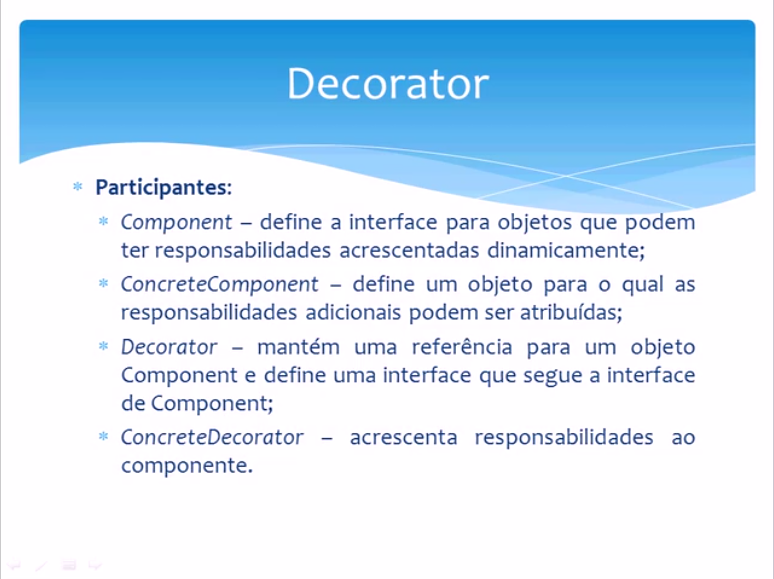 Decorator
Participantes:
Component – define a interface para objetos que podem
ter responsabilidades acrescentadas dinamicamente;
ConcreteComponent – define um objeto para o qual as
responsabilidades adicionais podem ser atribuídas;
Decorator – mantém uma referência para um objeto
Component e define uma interface que segue a interface
de Component;
ConcreteDecorator – acrescenta responsabilidades ao
componente.